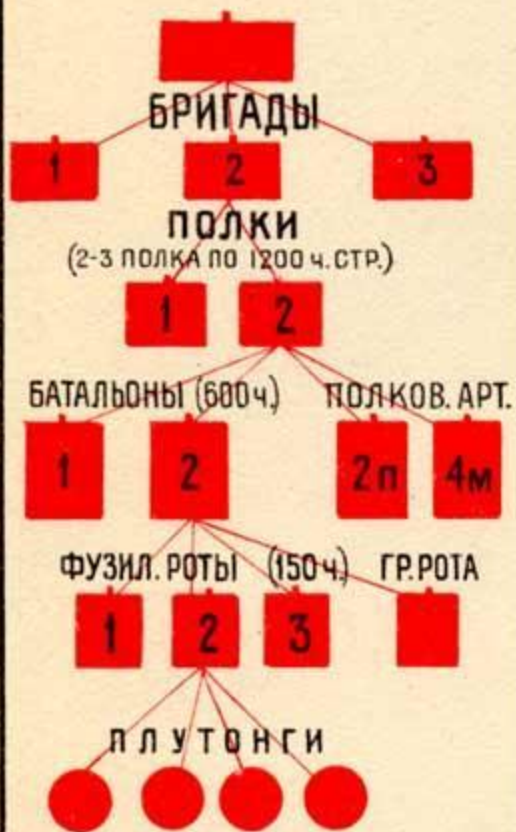 БРИГАДЫ
1 2 3
ПОЛКИ
(2-3 ПОЛКА ПО 1200 Ч. СТР.)
1 2
БАТАЛЬОНЫ (600 Ч.) ПОЛКОВ. АРТ.
1 2 2п 4м
ФУЗИЛ. РОТЫ (150 Ч.) ГР. РОТА
1 2 3
ПЛУТОНГИ